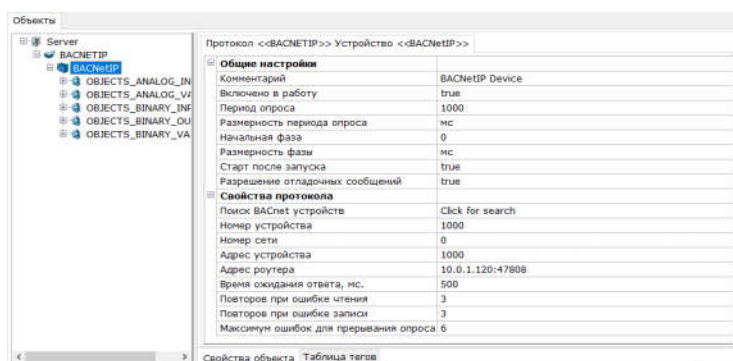 Объекты
Server
BACNETIP
BACNetIP
OBJECTS_ANALOG_IN
OBJECTS_ANALOG_VA
OBJECTS_BINARY_INP
OBJECTS_BINARY_OU
OBJECTS_BINARY_VA
Протокол <<BACNETIP>> Устройство <<BACNetIP>>
Общие настройки
Комментарий BACNetIP Device
Включено в работу true
Период опроса 1000
Размерность периода опроса мс
Начальная фаза 0
Размерность фазы мс
Старт после запуска true
Разрешение отладочных сообщений true
Свойства протокола
Поиск BACnet устройств Click for search
Номер устройства 1000
Номер сети 0
Адрес устройства 1000
Адрес роутера 10.0.1.120:47808
Время ожидания ответа, мс. 500
Повторов при ошибке чтения 3
Повторов при ошибке записи 3
Максимум ошибок для прерывания опроса 6
Свойства объекта Таблица тегов